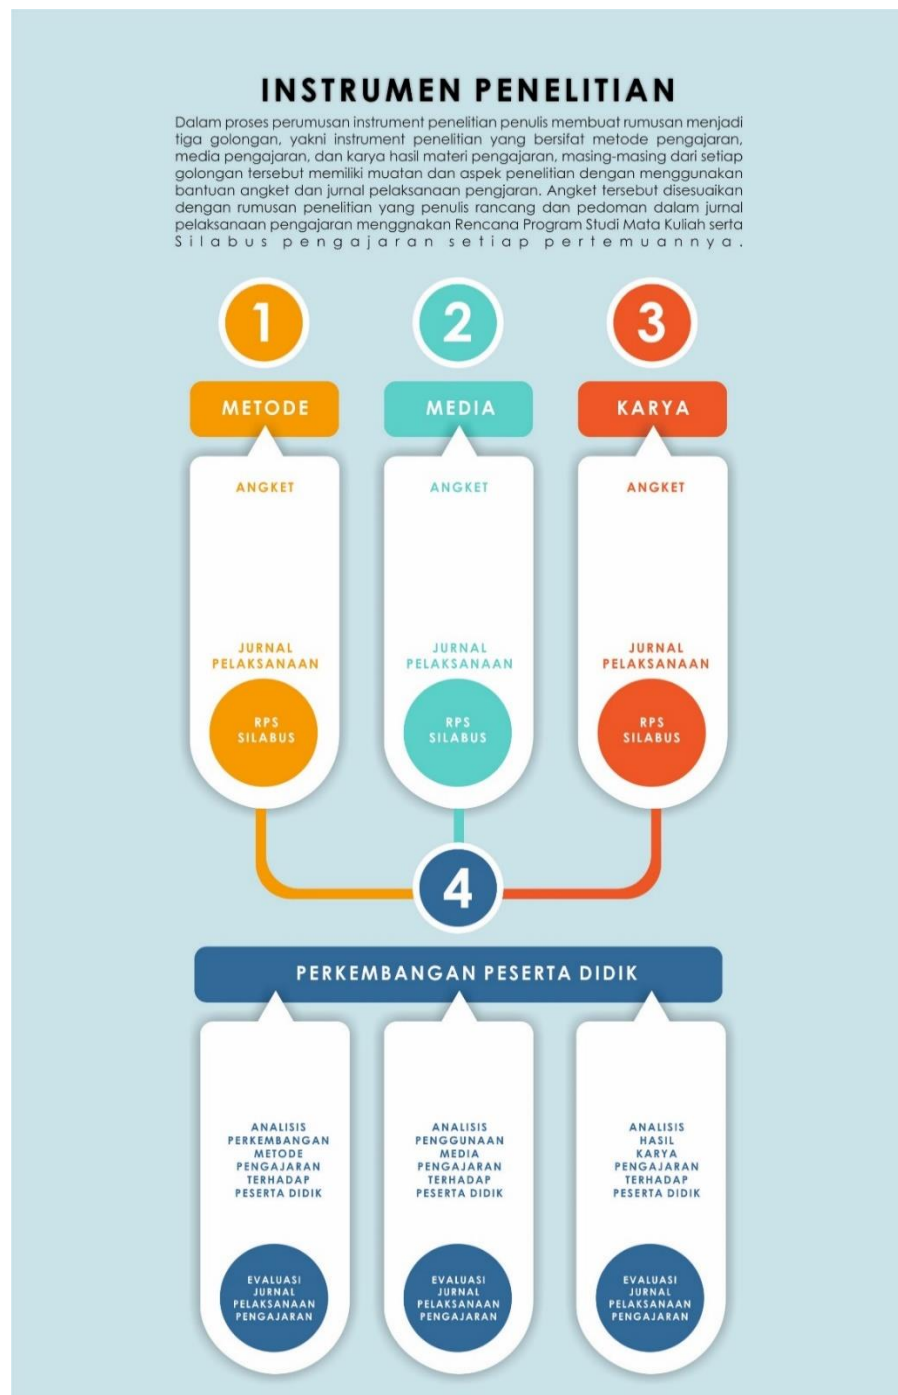 INSTRUMEN PENELITIAN
Dalam proses perumusan instrument penelitian penulis membuat rumusan menjadi
tiga golongan, yakni instrument penelitian yang bersifat metode pengajaran,
media pengajaran, dan karya hasil materi pengajaran, masing-masing dari setiap
golongan tersebut memiliki muatan dan aspek penelitian dengan menggunakan
bantuan angket dan jurnal pelaksanaan pengjaran. Angket tersebut disesuaikan
dengan rumusan penelitian yang penulis rancang dan pedoman dalam jurnal
pelaksanaan pengajaran menggnakan Rencana Program Studi Mata Kuliah serta
Silabus pengajaran setiap pertemuannya.
1
METODE
ANGKET
JURNAL
PELAKSANAAN
RPS
SILABUS
2
MEDIA
ANGKET
JURNAL
PELAKSANAAN
RPS
SILABUS
3
KARYA
ANGKET
JURNAL
PELAKSANAAN
RPS
SILABUS
4
PERKEMBANGAN PESERTA DIDIK
ANALISIS
PERKEMBANGAN
METODE
PENGAJARAN
TERHADAP
PESERTA DIDIK
EVALUASI
JURNAL
PELAKSANAAN
PENGAJARAN
ANALISIS
PENGGUNAAN
MEDIA
PENGAJARAN
TERHADAP
PESERTA DIDIK
EVALUASI
JURNAL
PELAKSANAAN
PENGAJARAN
ANALISIS
HASIL
KARYA
PENGAJARAN
TERHADAP
PESERTA DIDIK
EVALUASI
JURNAL
PELAKSANAAN
PENGAJARAN